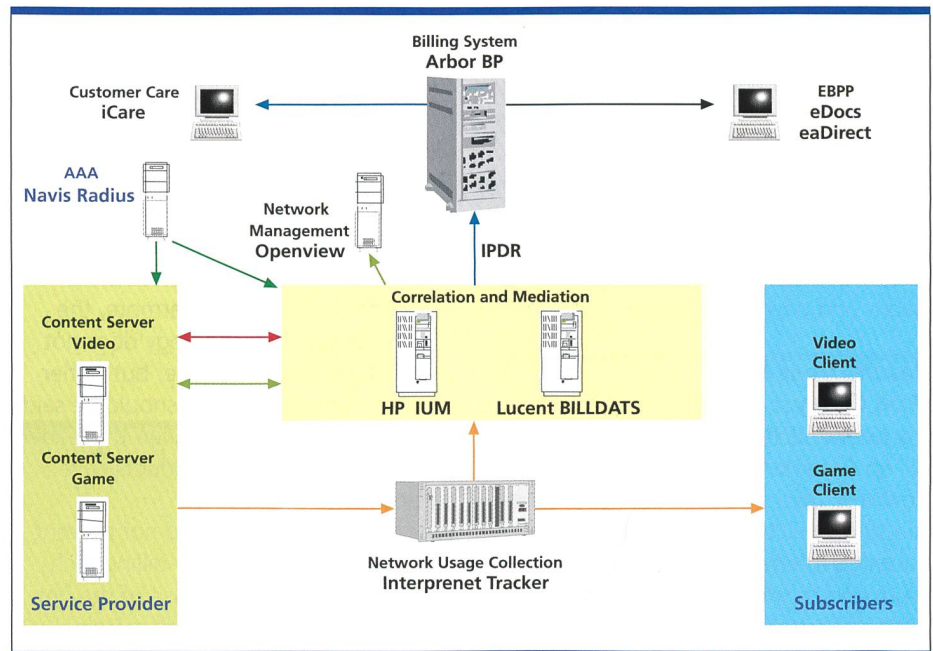 Billing System
Arbor BP
Customer Care
iCare
EBPP
eDocs
eaDirect
AAA
Navis Radius
Network
Management
Openview
IPDR
Content Server
Video
Content Server
Game
Service Provider
Correlation and Mediation
HP IUM
Lucent BILLDATS
Network Usage Collection
Interprenet Tracker
Video
Client
Game
Client
Subscribers